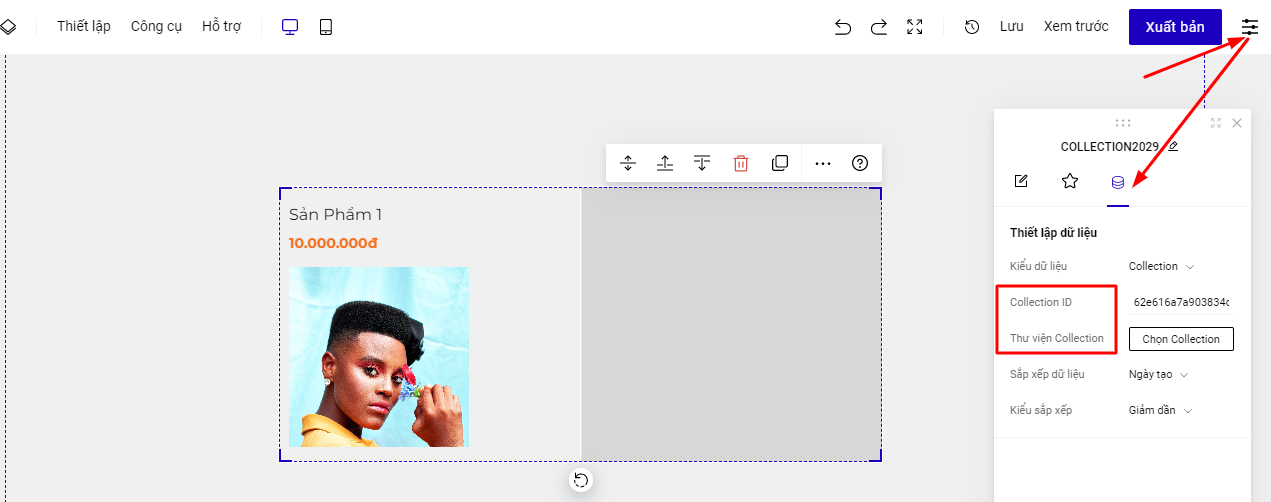 Thiết lập Công cụ Hỗ trợ Lưu Xem trước Xuất bản
COLLECTION2029
Sản Phẩm 1
10.000.000đ
Thiết lập dữ liệu
Kiểu dữ liệu Collection
Collection ID 62e616a7a903834c
Thư viện Collection Chọn Collection
Sắp xếp dữ liệu Ngày tạo
Kiểu sắp xếp Giảm dần